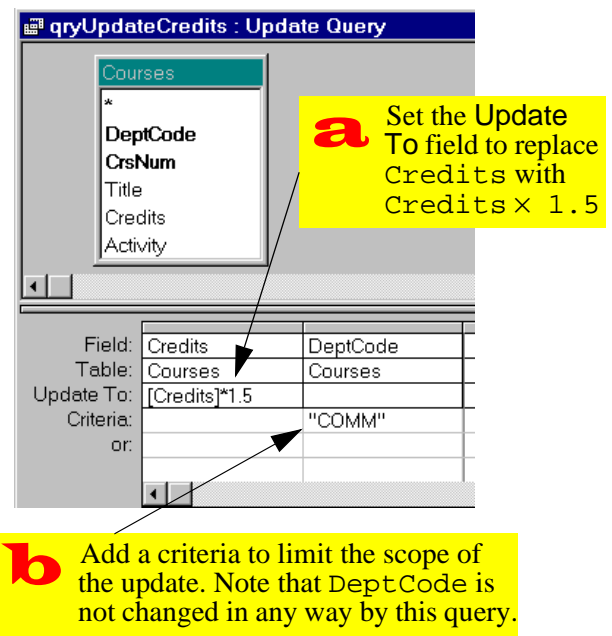 qryUpdateCredits : Update Query
Courses
*
DeptCode
CrsNum
Title
Credits
Activity
a Set the Update
To field to replace
Credits with
Credits × 1.5
Field: Credits DeptCode
Table: Courses Courses
Update To: [Credits]*1.5
Criteria: "COMM"
or:
b Add a criteria to limit the scope of
the update. Note that DeptCode is
not changed in any way by this query.